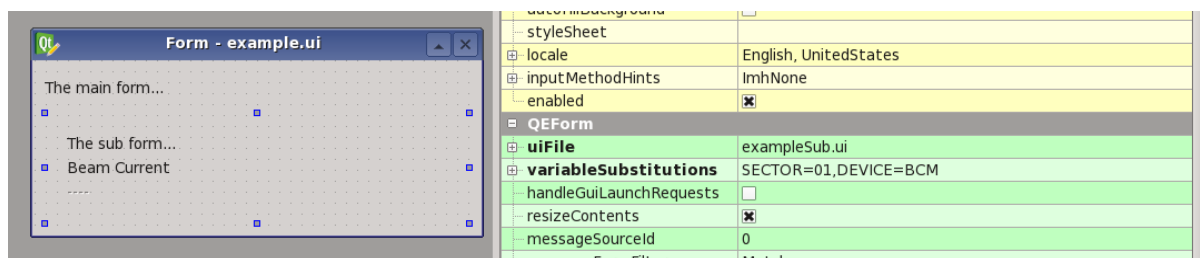 Form - example.ui
The main form...
The sub form...
Beam Current
----
styleSheet
locale English, UnitedStates
inputMethodHints ImhNone
enabled
QEForm
uiFile exampleSub.ui
variableSubstitutions SECTOR=01,DEVICE=BCM
handleGuiLaunchRequests
resizeContents
messageSourceId 0